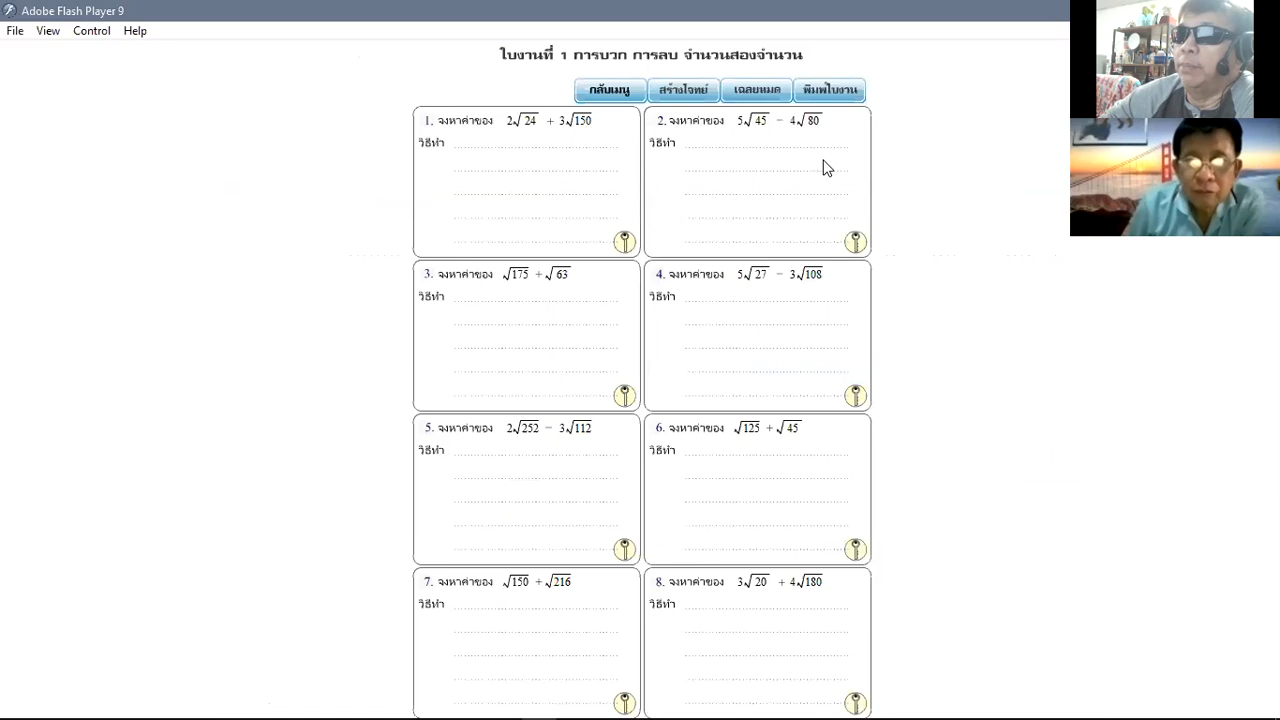 Adobe Flash Player 9
File View Control Help
ใบงานที่ 1 การบวก การลบ จำนวนสองจำนวน
กลับเมนู สร้างโจทย์ เฉลยหมด พิมพ์ใบงาน
1. จงหาค่าของ 2√24 + 3√150
วิธีทำ
2. จงหาค่าของ 5√45 − 4√80
วิธีทำ
3. จงหาค่าของ √175 + √63
วิธีทำ
4. จงหาค่าของ 5√27 − 3√108
วิธีทำ
5. จงหาค่าของ 2√252 − 3√112
วิธีทำ
6. จงหาค่าของ √125 + √45
วิธีทำ
7. จงหาค่าของ √150 + √216
วิธีทำ
8. จงหาค่าของ 3√20 + 4√180
วิธีทำ